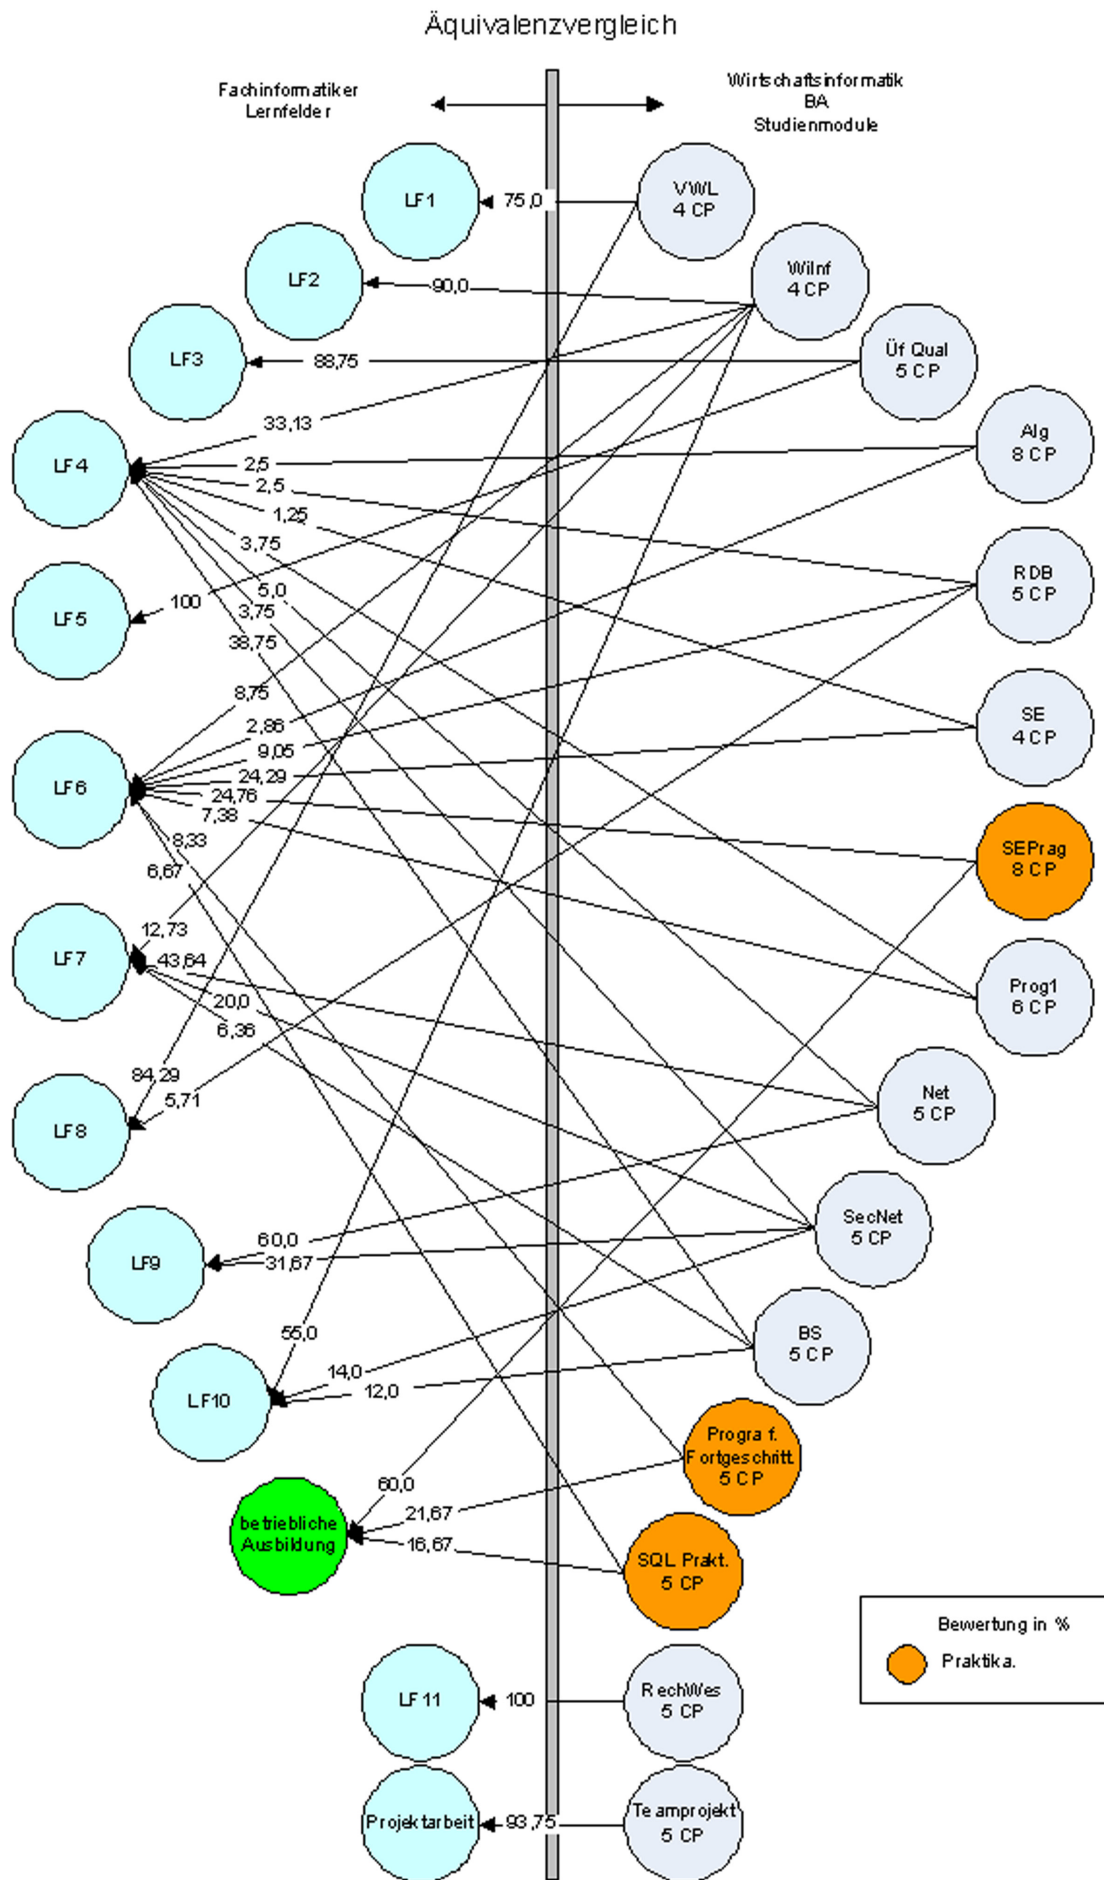 Äquivalenzvergleich
Fachinformatiker
Lernfelder
Wirtschaftsinformatik
BA
Studienmodule
LF1
75,0
VWL
4 CP
LF2
90,0
WiInf
4 CP
LF3
88,75
Üf Qual
5 CP
33,13
Alg
8 CP
LF4
2,5
2,5
1,25
3,75
5,0
3,75
38,75
RDB
5 CP
LF5
100
8,75
SE
4 CP
2,86
9,05
24,29
24,76
7,38
LF6
8,33
6,67
SEPrag
8 CP
12,73
LF7
43,64
20,0
6,36
Prog1
6 CP
84,29
5,71
LF8
Net
5 CP
60,0
31,67
LF9
SecNet
5 CP
55,0
14,0
12,0
LF10
BS
5 CP
60,0
21,67
16,67
betriebliche
Ausbildung
Progra f.
Fortgeschritt.
5 CP
SQL Prakt.
5 CP
Bewertung in %
Praktika.
LF11
100
RechWes
5 CP
Projektarbeit
93,75
Teamprojekt
5 CP